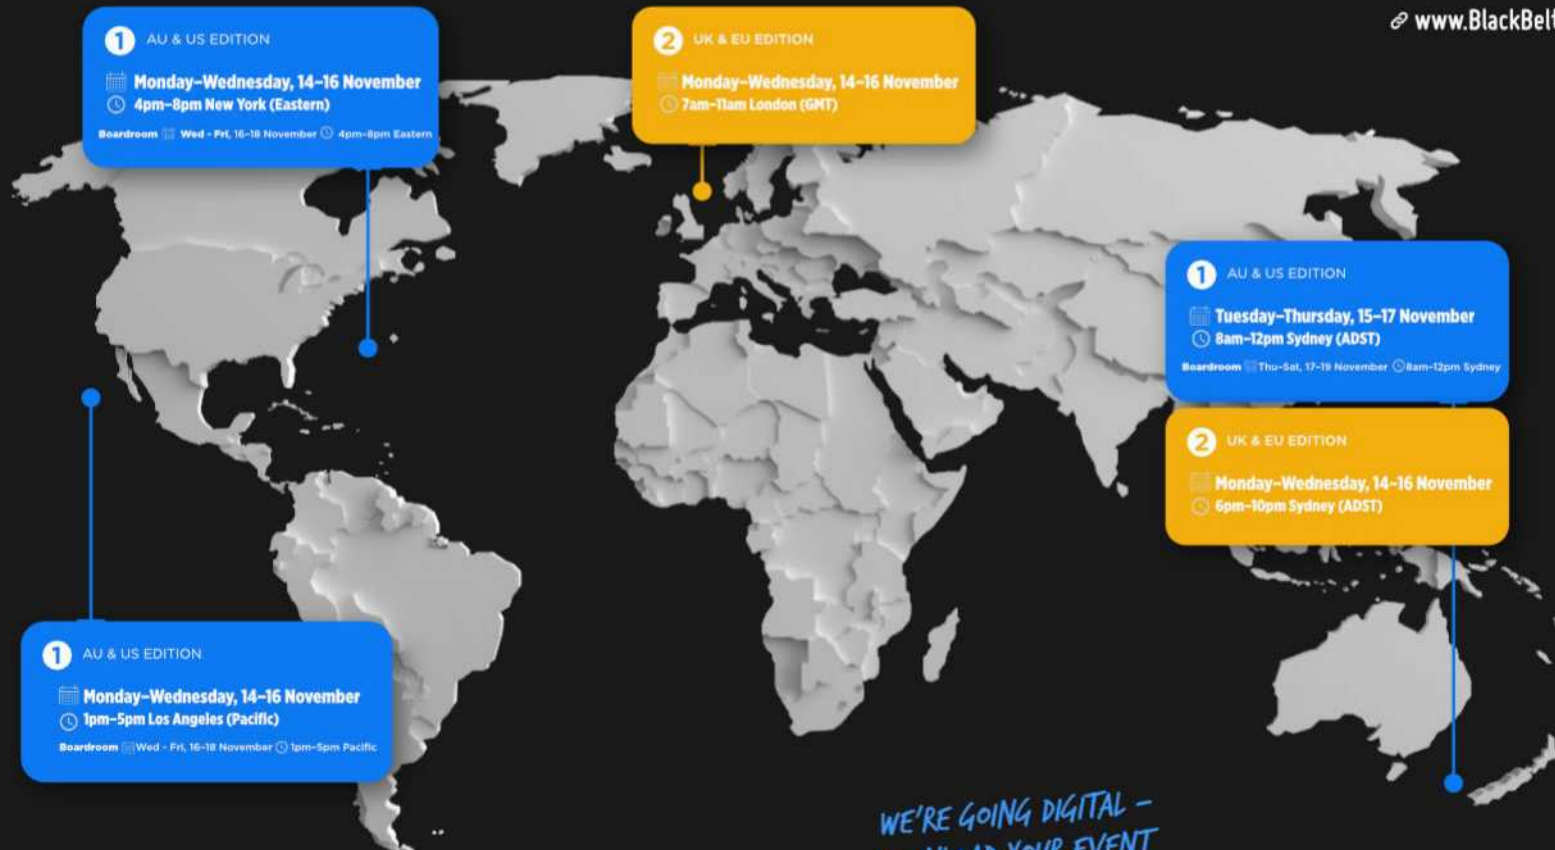 www.BlackBelt
1 AU & US EDITION
Monday–Wednesday, 14–16 November
4pm–8pm New York (Eastern)
Boardroom Wed - Fri, 16–18 November 4pm–8pm Eastern
2 UK & EU EDITION
Monday–Wednesday, 14–16 November
7am–11am London (GMT)
1 AU & US EDITION
Tuesday–Thursday, 15–17 November
8am–12pm Sydney (ADST)
Boardroom Thu–Sat, 17–19 November 8am–12pm Sydney
2 UK & EU EDITION
Monday–Wednesday, 14–16 November
6pm–10pm Sydney (ADST)
1 AU & US EDITION
Monday–Wednesday, 14–16 November
1pm–5pm Los Angeles (Pacific)
Boardroom Wed - Fri, 16–18 November 1pm–5pm Pacific
WE'RE GOING DIGITAL –
YOUR EVENT